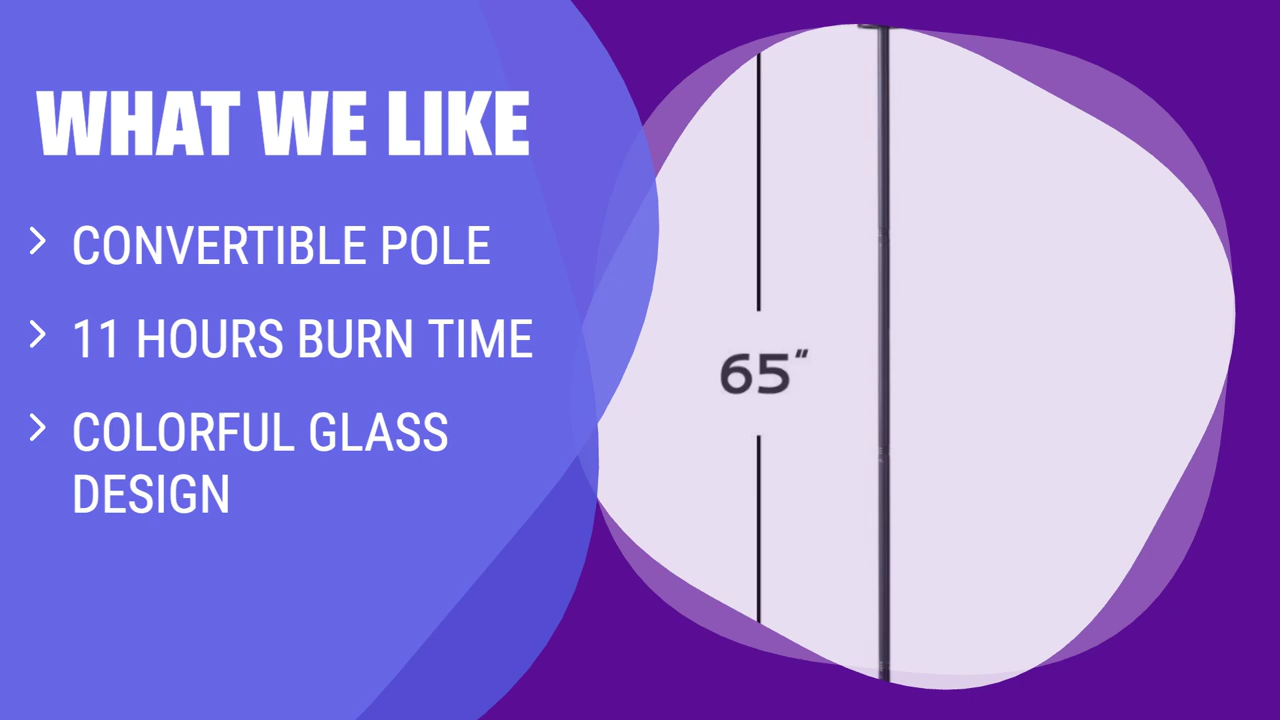 WHAT WE LIKE
CONVERTIBLE POLE
11 HOURS BURN TIME
COLORFUL GLASS
DESIGN
65"